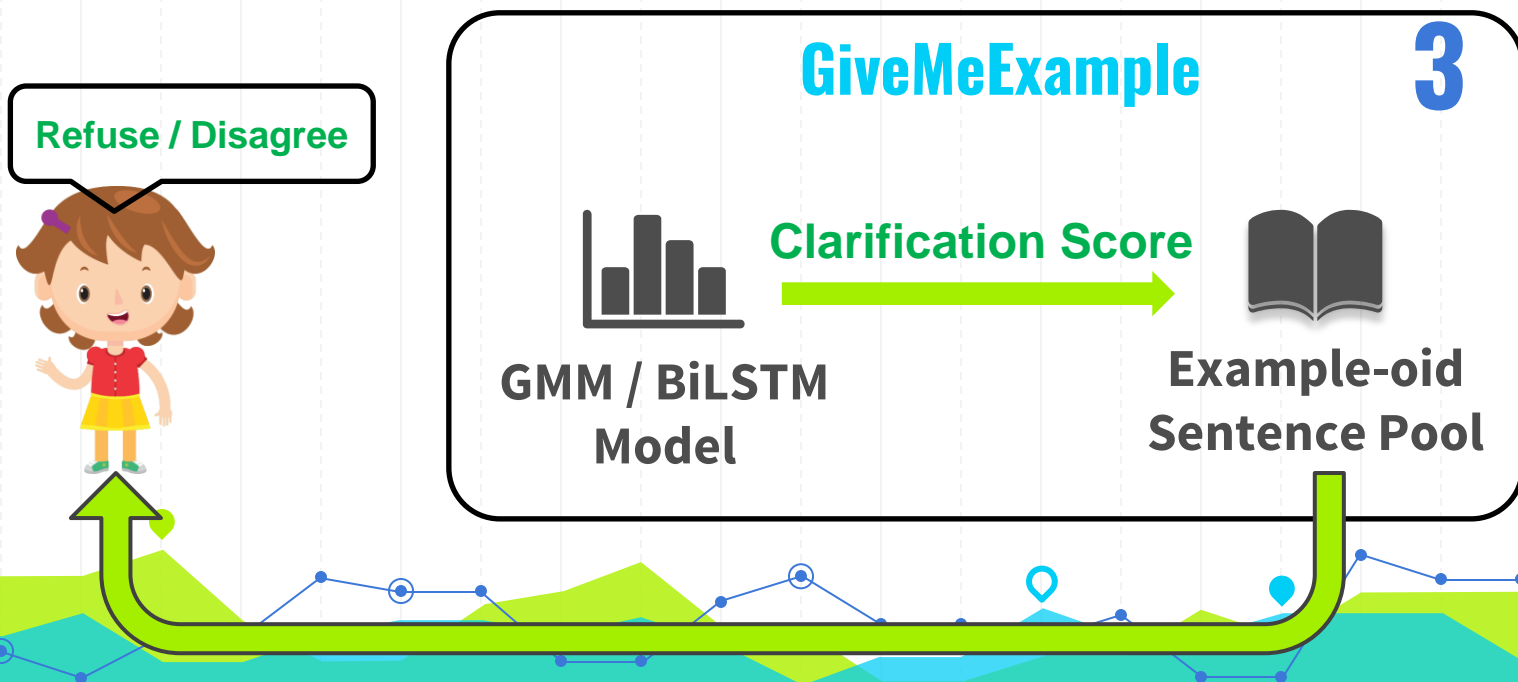 GiveMeExample
3
Refuse / Disagree
Clarification Score
GMM / BiLSTM
Model
Example-oid
Sentence Pool